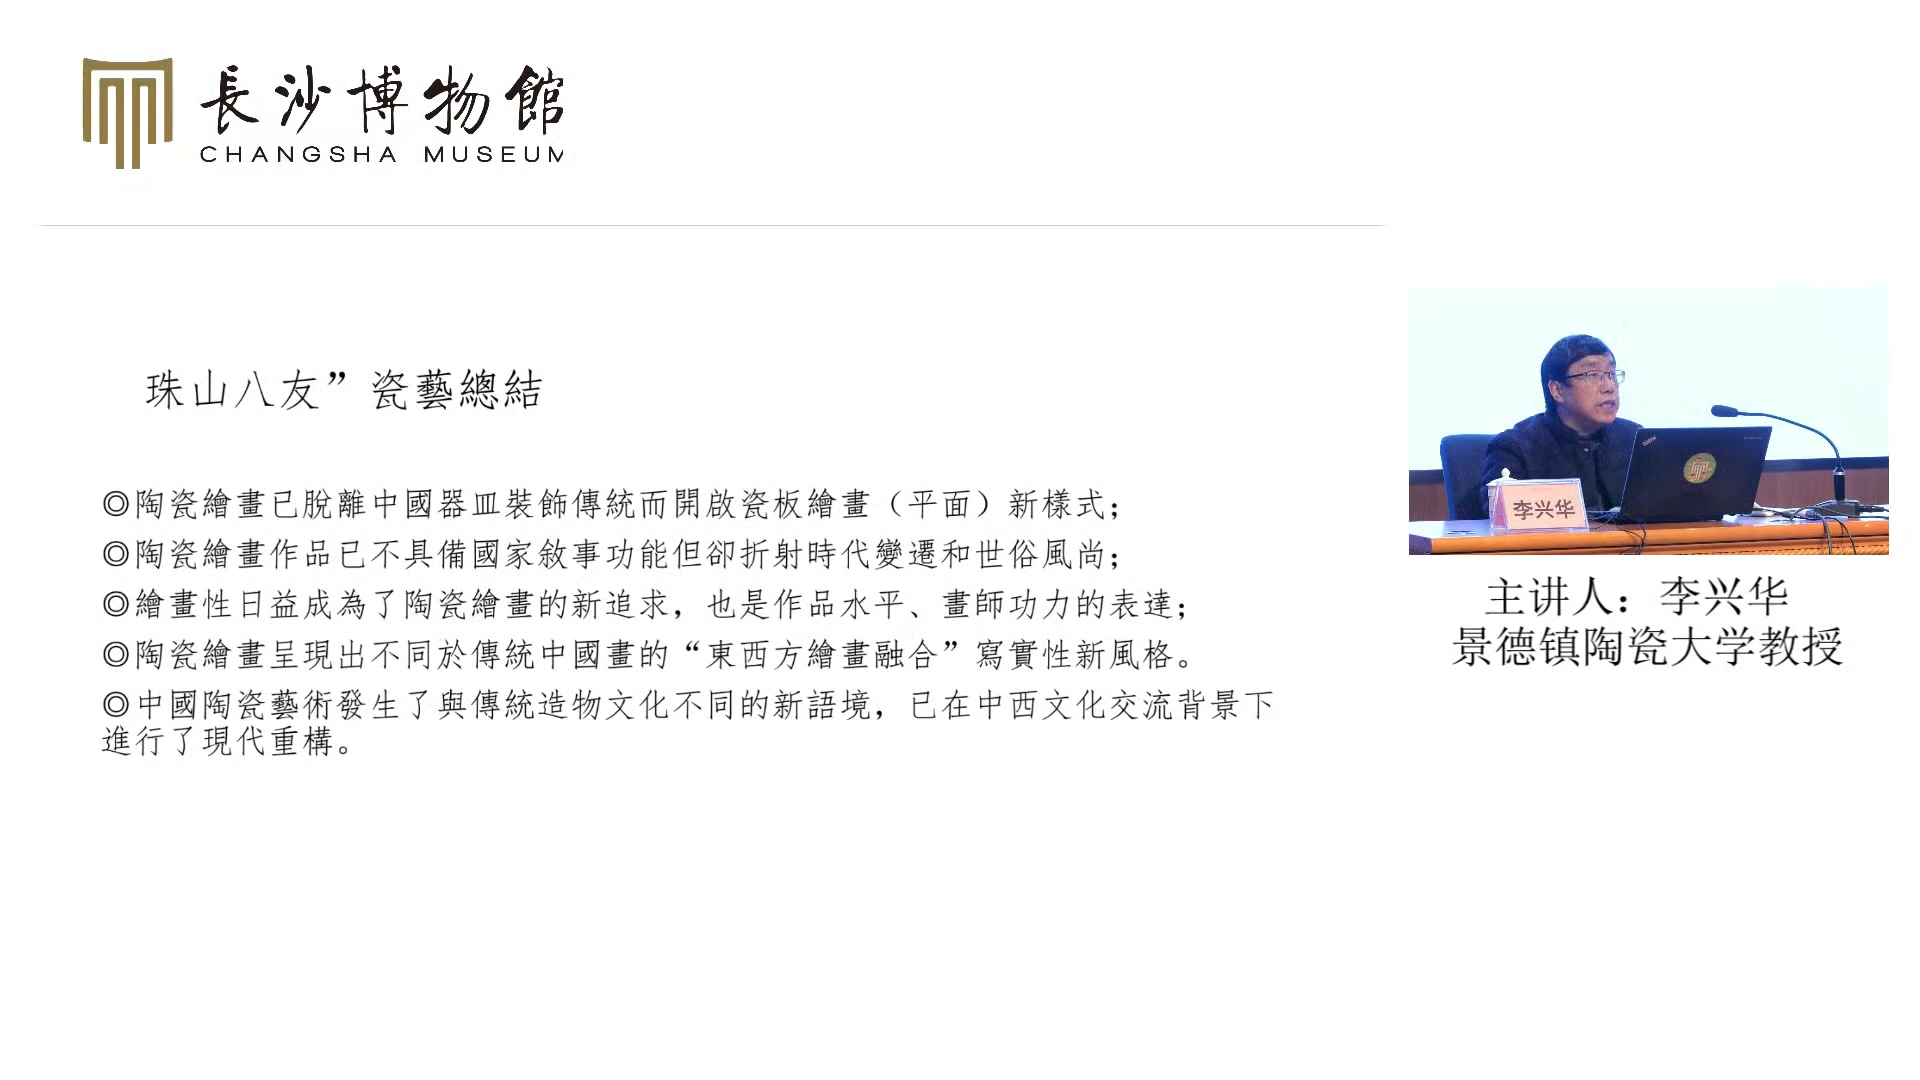 長沙博物館
CHANGSHA MUSEUM
珠山八友”瓷藝總結
◎陶瓷繪畫已脫離中國器皿裝飾傳統而開啟瓷板繪畫（平面）新樣式；
◎陶瓷繪畫作品已不具備國家敘事功能但卻折射時代變遷和世俗風尚；
◎繪畫性日益成為了陶瓷繪畫的新追求，也是作品水平、畫師功力的表達；
◎陶瓷繪畫呈現出不同於傳統中國畫的“東西方繪畫融合”寫實性新風格。
◎中國陶瓷藝術發生了與傳統造物文化不同的新語境，已在中西文化交流背景下
進行了現代重構。
李兴华
主讲人：李兴华
景德镇陶瓷大学教授